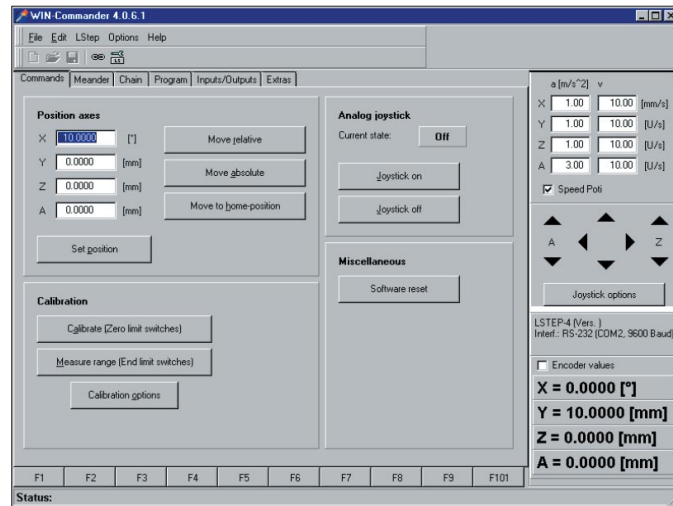 WIN-Commander 4.0.6.1
File Edit LStep Options Help
Commands Meander Chain Program Inputs/Outputs Extras
Position axes
X 10.0000 [°]
Y 0.0000 [mm]
Z 0.0000 [mm]
A 0.0000 [mm]
Move relative
Move absolute
Move to home-position
Set position
Calibration
Calibrate (Zero limit switches)
Measure range (End limit switches)
Calibration options
Analog joystick
Current state: Off
Joystick on
Joystick off
Miscellaneous
Software reset
a [m/s^2] v
X 1.00 10.00 [mm/s]
Y 1.00 10.00 [U/s]
Z 1.00 10.00 [U/s]
A 3.00 10.00 [U/s]
Speed Poti
A Z
Joystick options
LSTEP-4 (Vers. )
Interf.: RS-232 (COM2, 9600 Baud)
Encoder values
X = 0.0000 [°]
Y = 10.0000 [mm]
Z = 0.0000 [mm]
A = 0.0000 [mm]
F1 F2 F3 F4 F5 F6 F7 F8 F9 F101
Status: